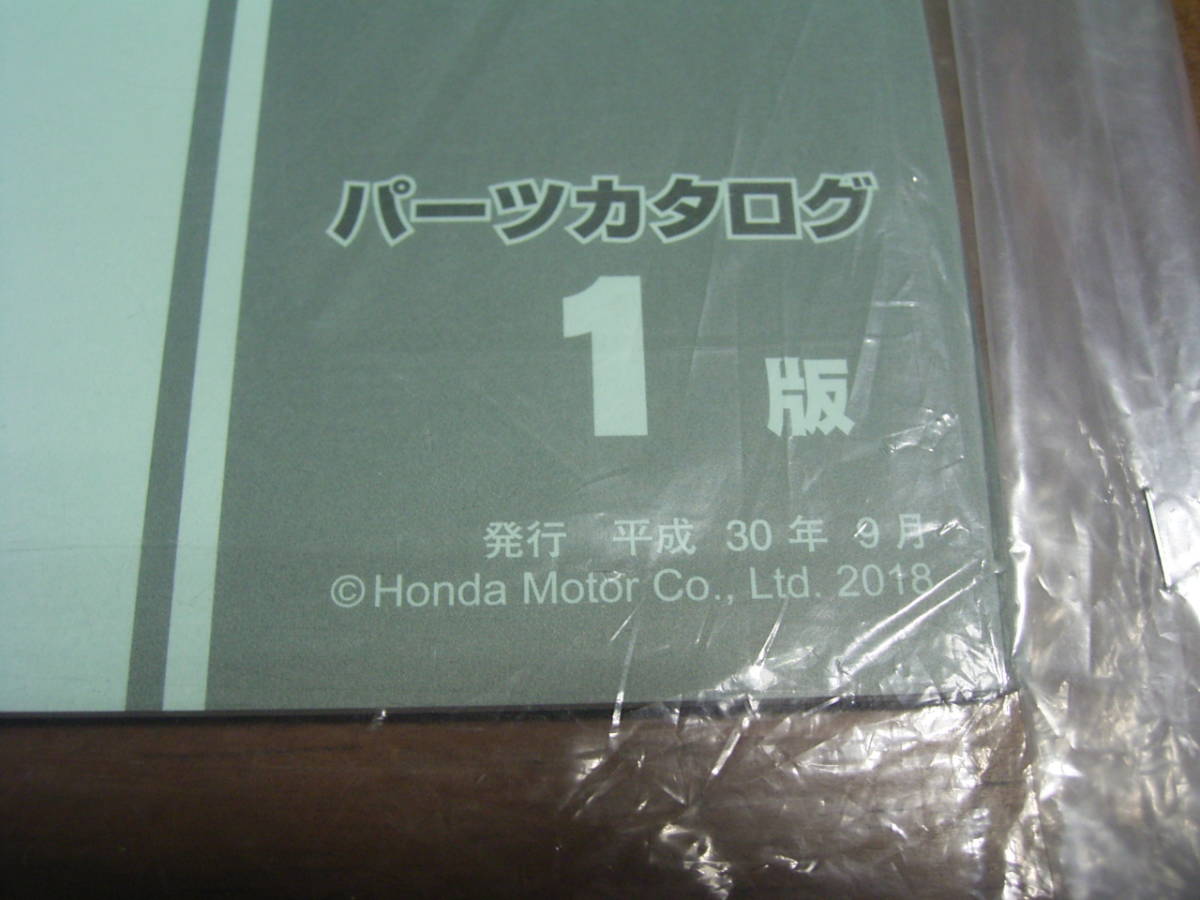 パーツカタログ
1 版
発行 平成 30 年 9 月
©Honda Motor Co., Ltd. 2018